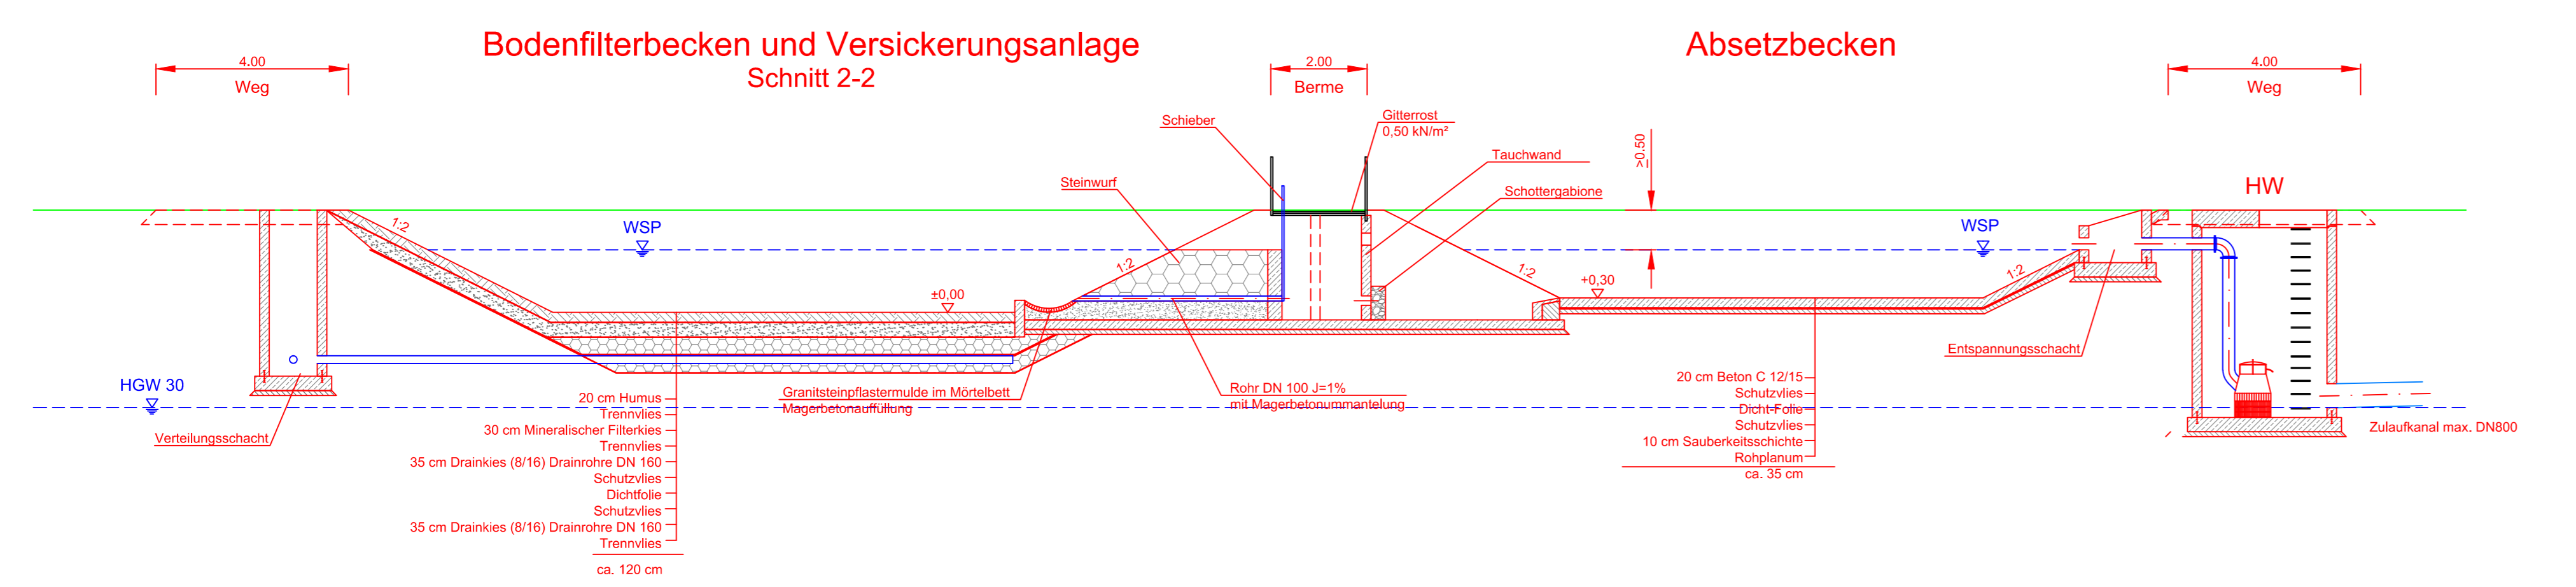 Bodenfilterbecken und Versickerungsanlage
Schnitt 2-2
Absetzbecken
4.00
Weg
2.00
Berme
4.00
Weg
Schieber
Gitterrost
0,50 kN/m²
Tauchwand
≥0.50
Steinwurf
Schottergabione
HW
1:2
WSP
WSP
1:2
1:2
1:2
±0,00
+0,30
HGW 30
Entspannungsschacht
Verteilungsschacht
20 cm Humus
Trennvlies
30 cm Mineralischer Filterkies
Trennvlies
35 cm Drainkies (8/16) Drainrohre DN 160
Schutzvlies
Dichtfolie
Schutzvlies
35 cm Drainkies (8/16) Drainrohre DN 160
Trennvlies
ca. 120 cm
Granitsteinpflastermulde im Mörtelbett
Magerbetonauffüllung
Rohr DN 100 J=1%
mit Magerbetonummantelung
20 cm Beton C 12/15
Schutzvlies
Dicht-Folie
Schutzvlies
10 cm Sauberkeitsschichte
Rohplanum
ca. 35 cm
Zulaufkanal max. DN800